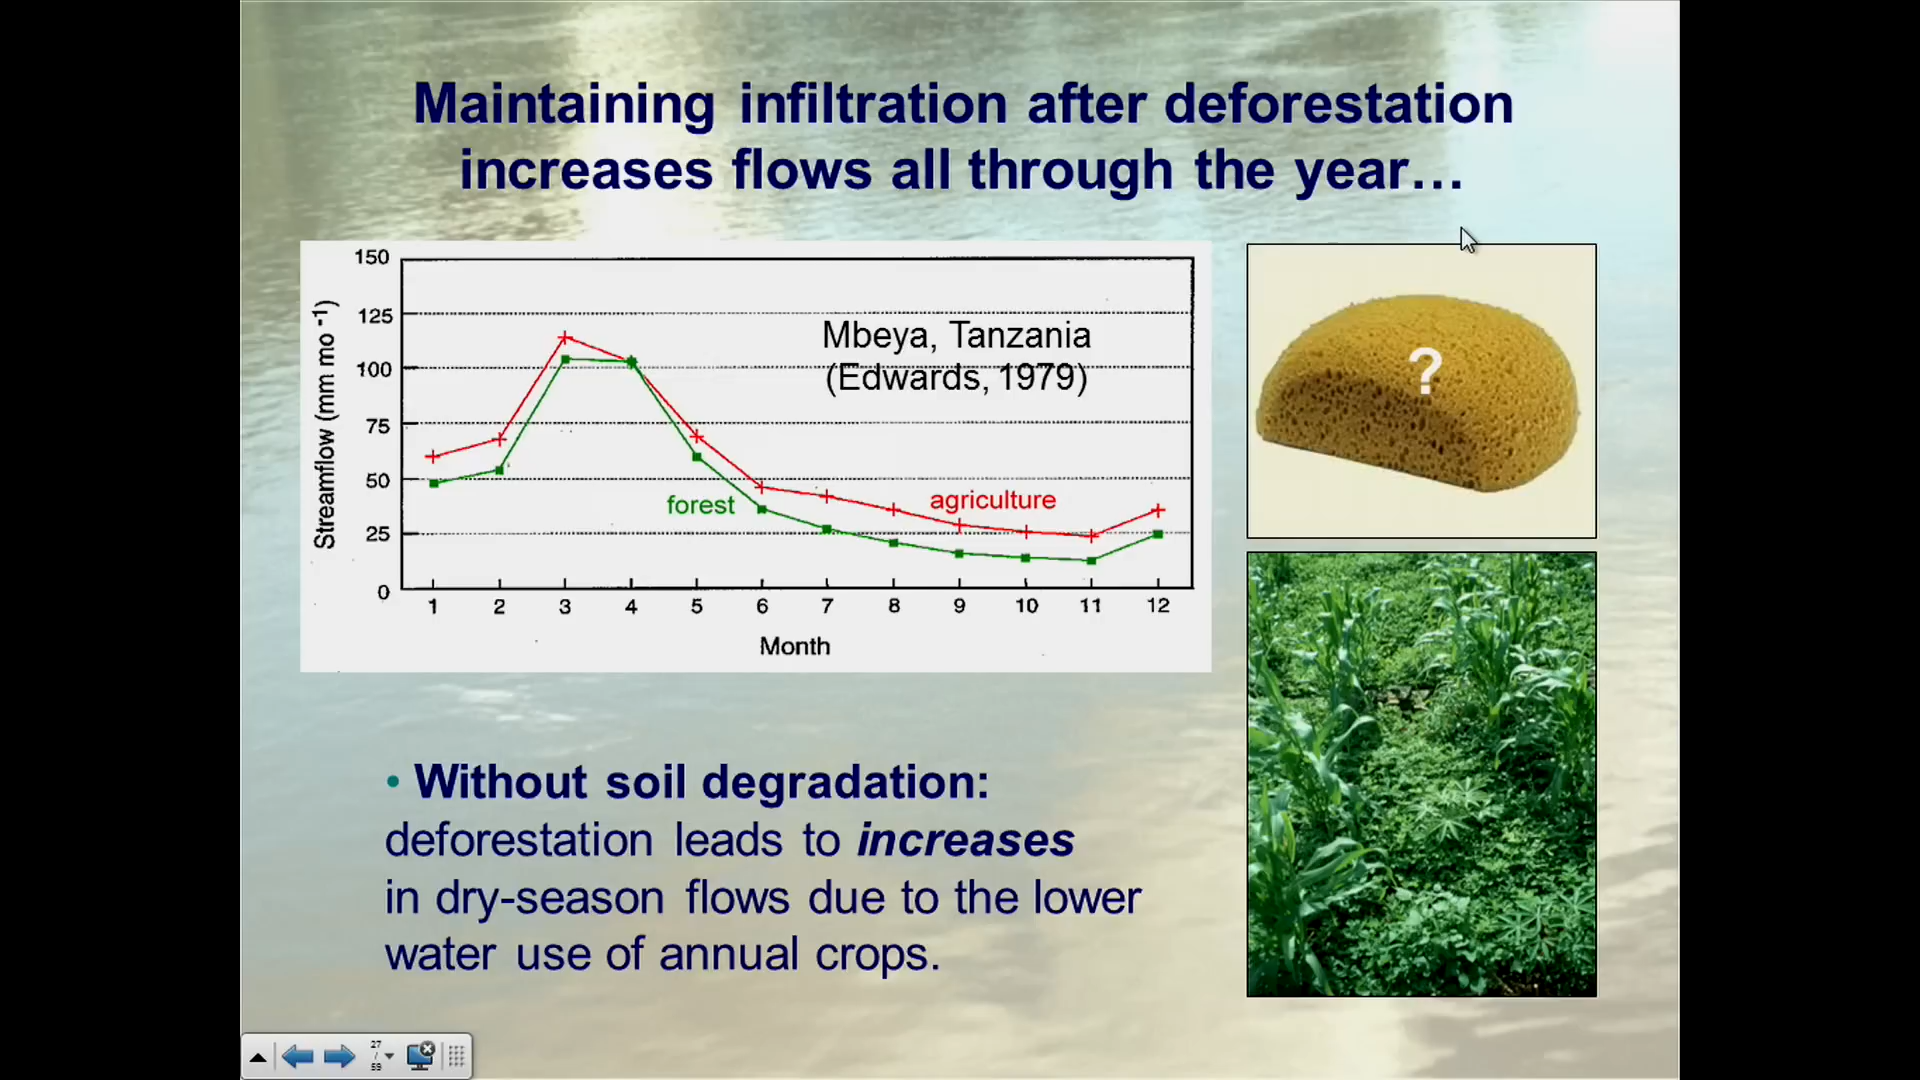 Maintaining infiltration after deforestation
increases flows all through the year…
150
125
100
75
50
25
0
Streamflow (mm mo -1)
Mbeya, Tanzania
(Edwards, 1979)
forest
agriculture
1 2 3 4 5 6 7 8 9 10 11 12
Month
?
• Without soil degradation:
deforestation leads to increases
in dry-season flows due to the lower
water use of annual crops.
27
/
59